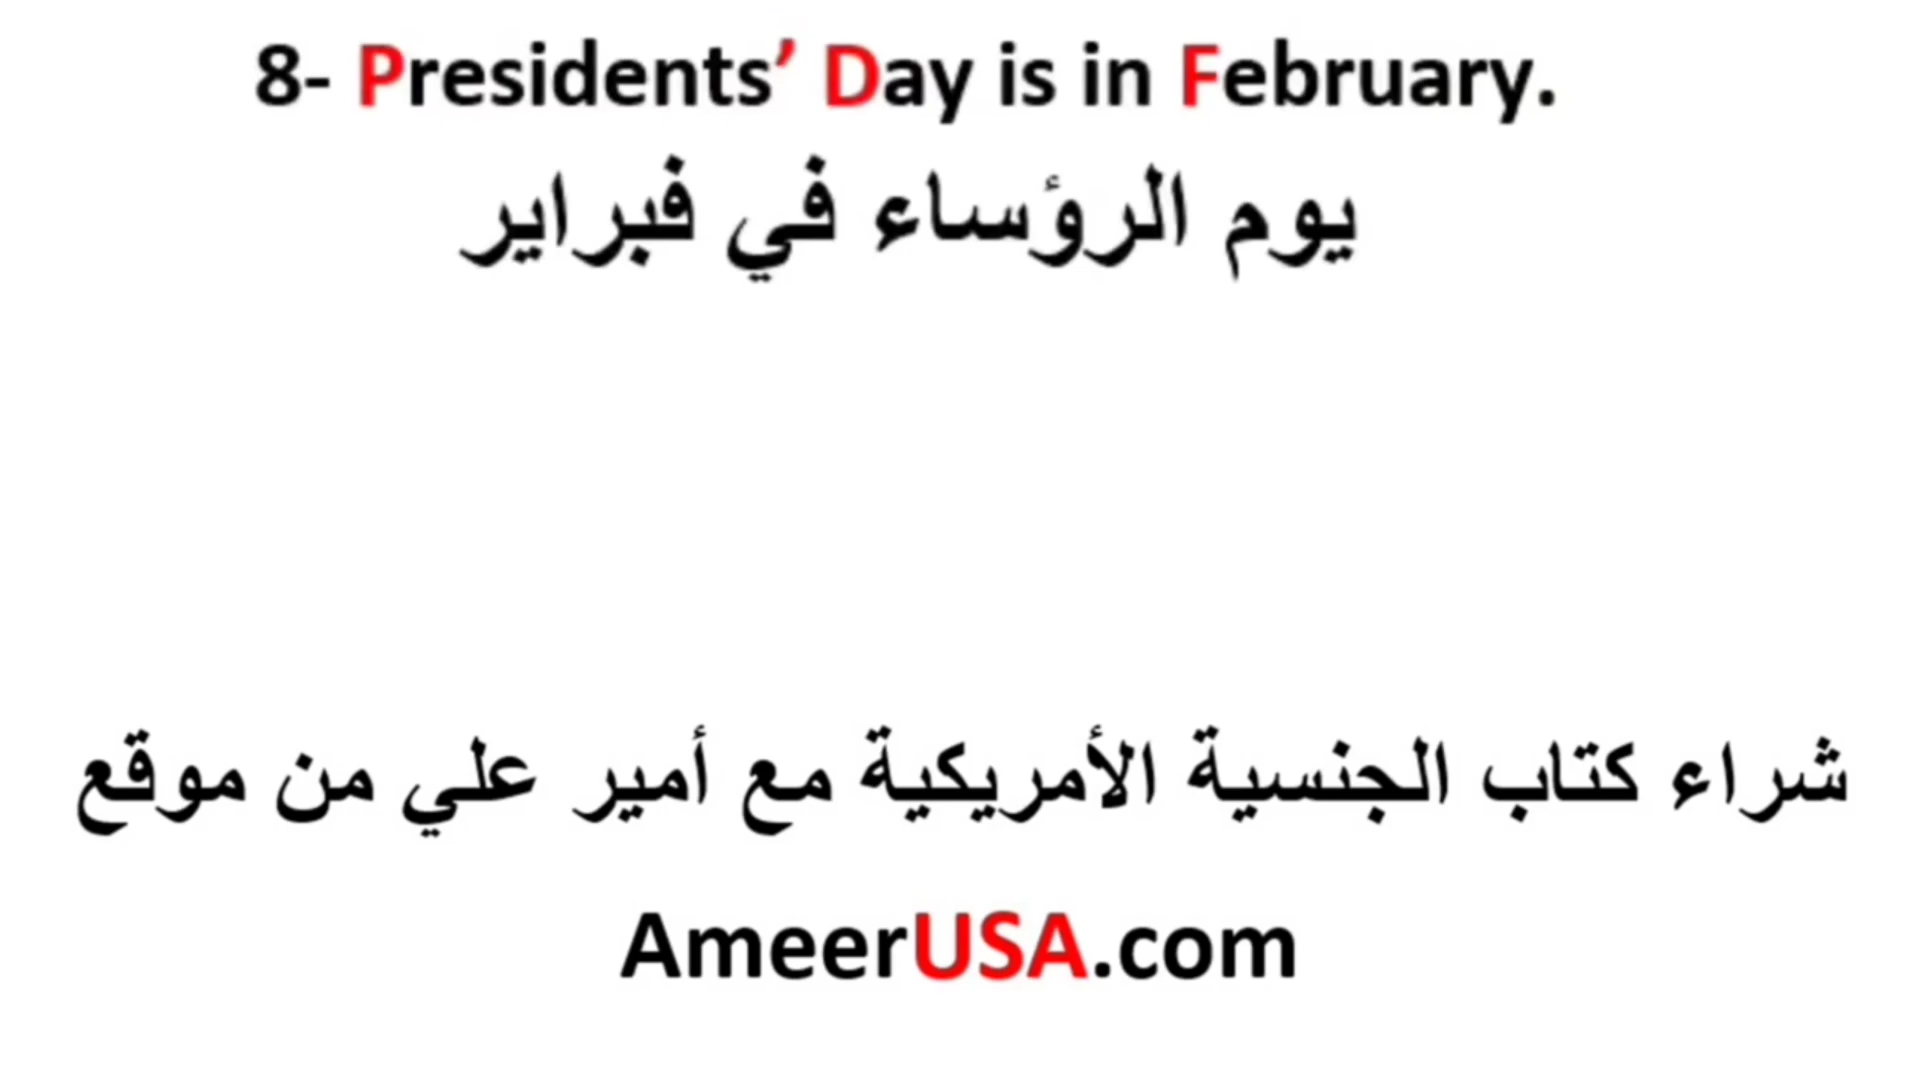 8- Presidents’ Day is in February.
يوم الرؤساء في فبراير
شراء كتاب الجنسية الأمريكية مع أمير علي من موقع
AmeerUSA.com